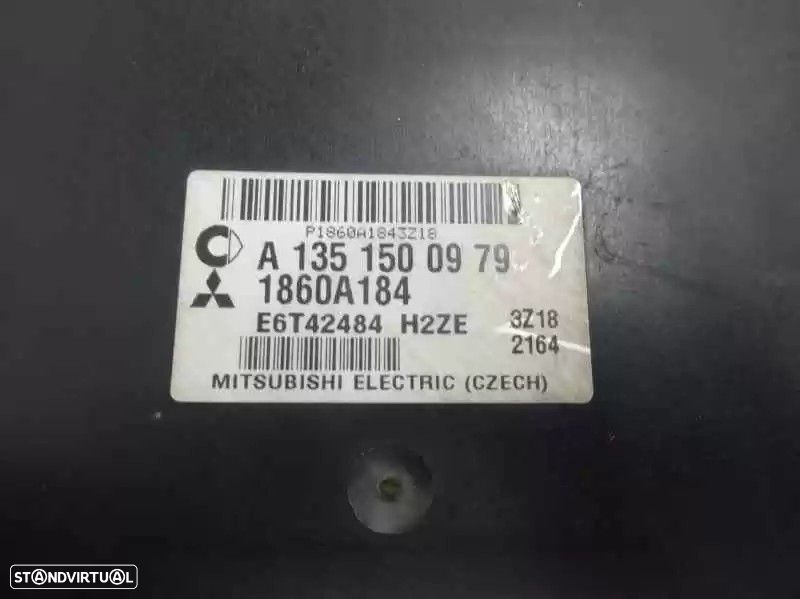 P1860A1843Z18
A 135 150 09 79
1860A184
E6T42484 H2ZE 3Z18
2164
MITSUBISHI ELECTRIC (CZECH)
STANDVIRTUAL